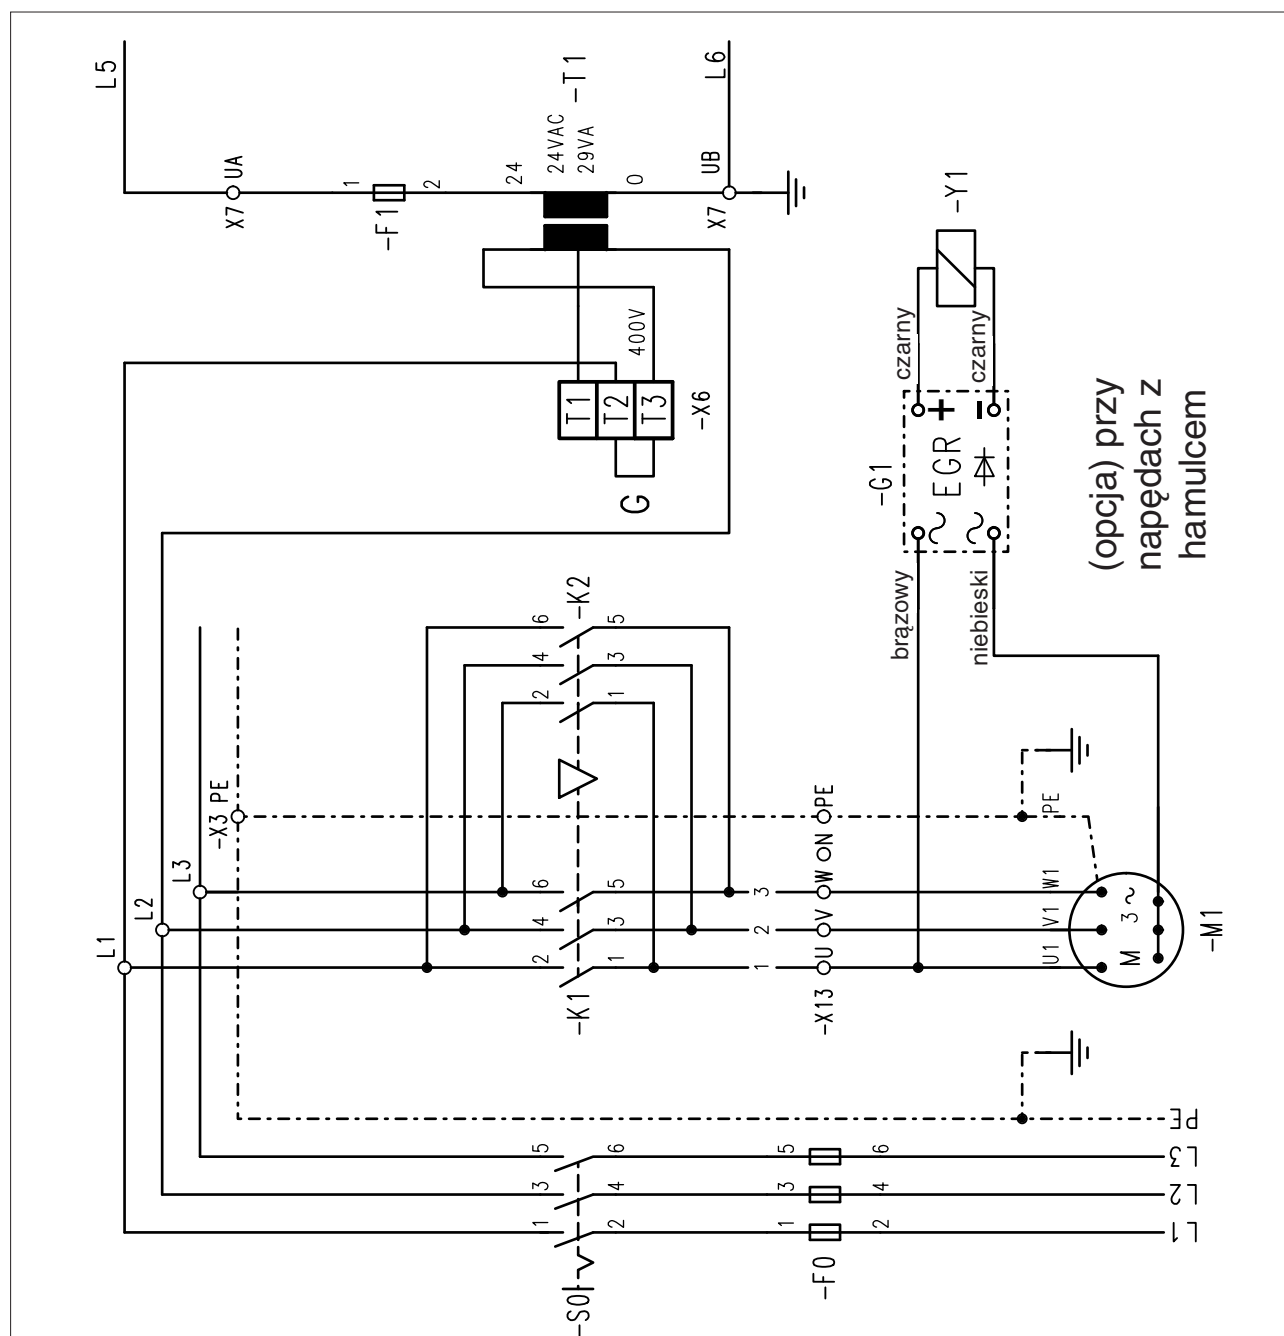 L5
X7 UA
1
-F1
2
24
24VAC
29VA
-T1
0
X7 UB
L6
400V
T1
T2
T3
-X6
G
-Y1
czarny
czarny
+
-
EGR
-G1
brązowy
niebieski
(opcja) przy
napędach z
hamulcem
L1
L2
L3
-X3 PE
-K2
6
5
4
3
2
1
-K1
6
5
4
3
2
1
3
2
1
-X13 U V W N PE
PE
U1 V1 W1
M 3~
-M1
-S0
1
2
3
4
5
6
-F0
1
2
3
4
5
6
L1
L2
L3
PE